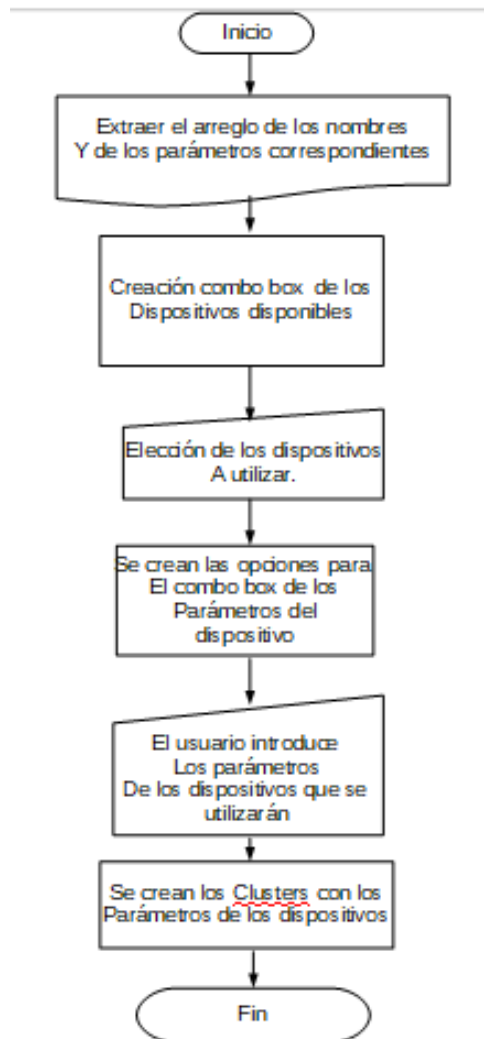 Inicio
Extraer el arreglo de los nombres
Y de los parámetros correspondientes
Creación combo box de los
Dispositivos disponibles
Elección de los dispositivos
A utilizar.
Se crean las opciones para
El combo box de los
Parámetros del
dispositivo
El usuario introduce
Los parámetros
De los dispositivos que se
utilizarán
Se crean los Clusters con los
Parámetros de los dispositivos
Fin